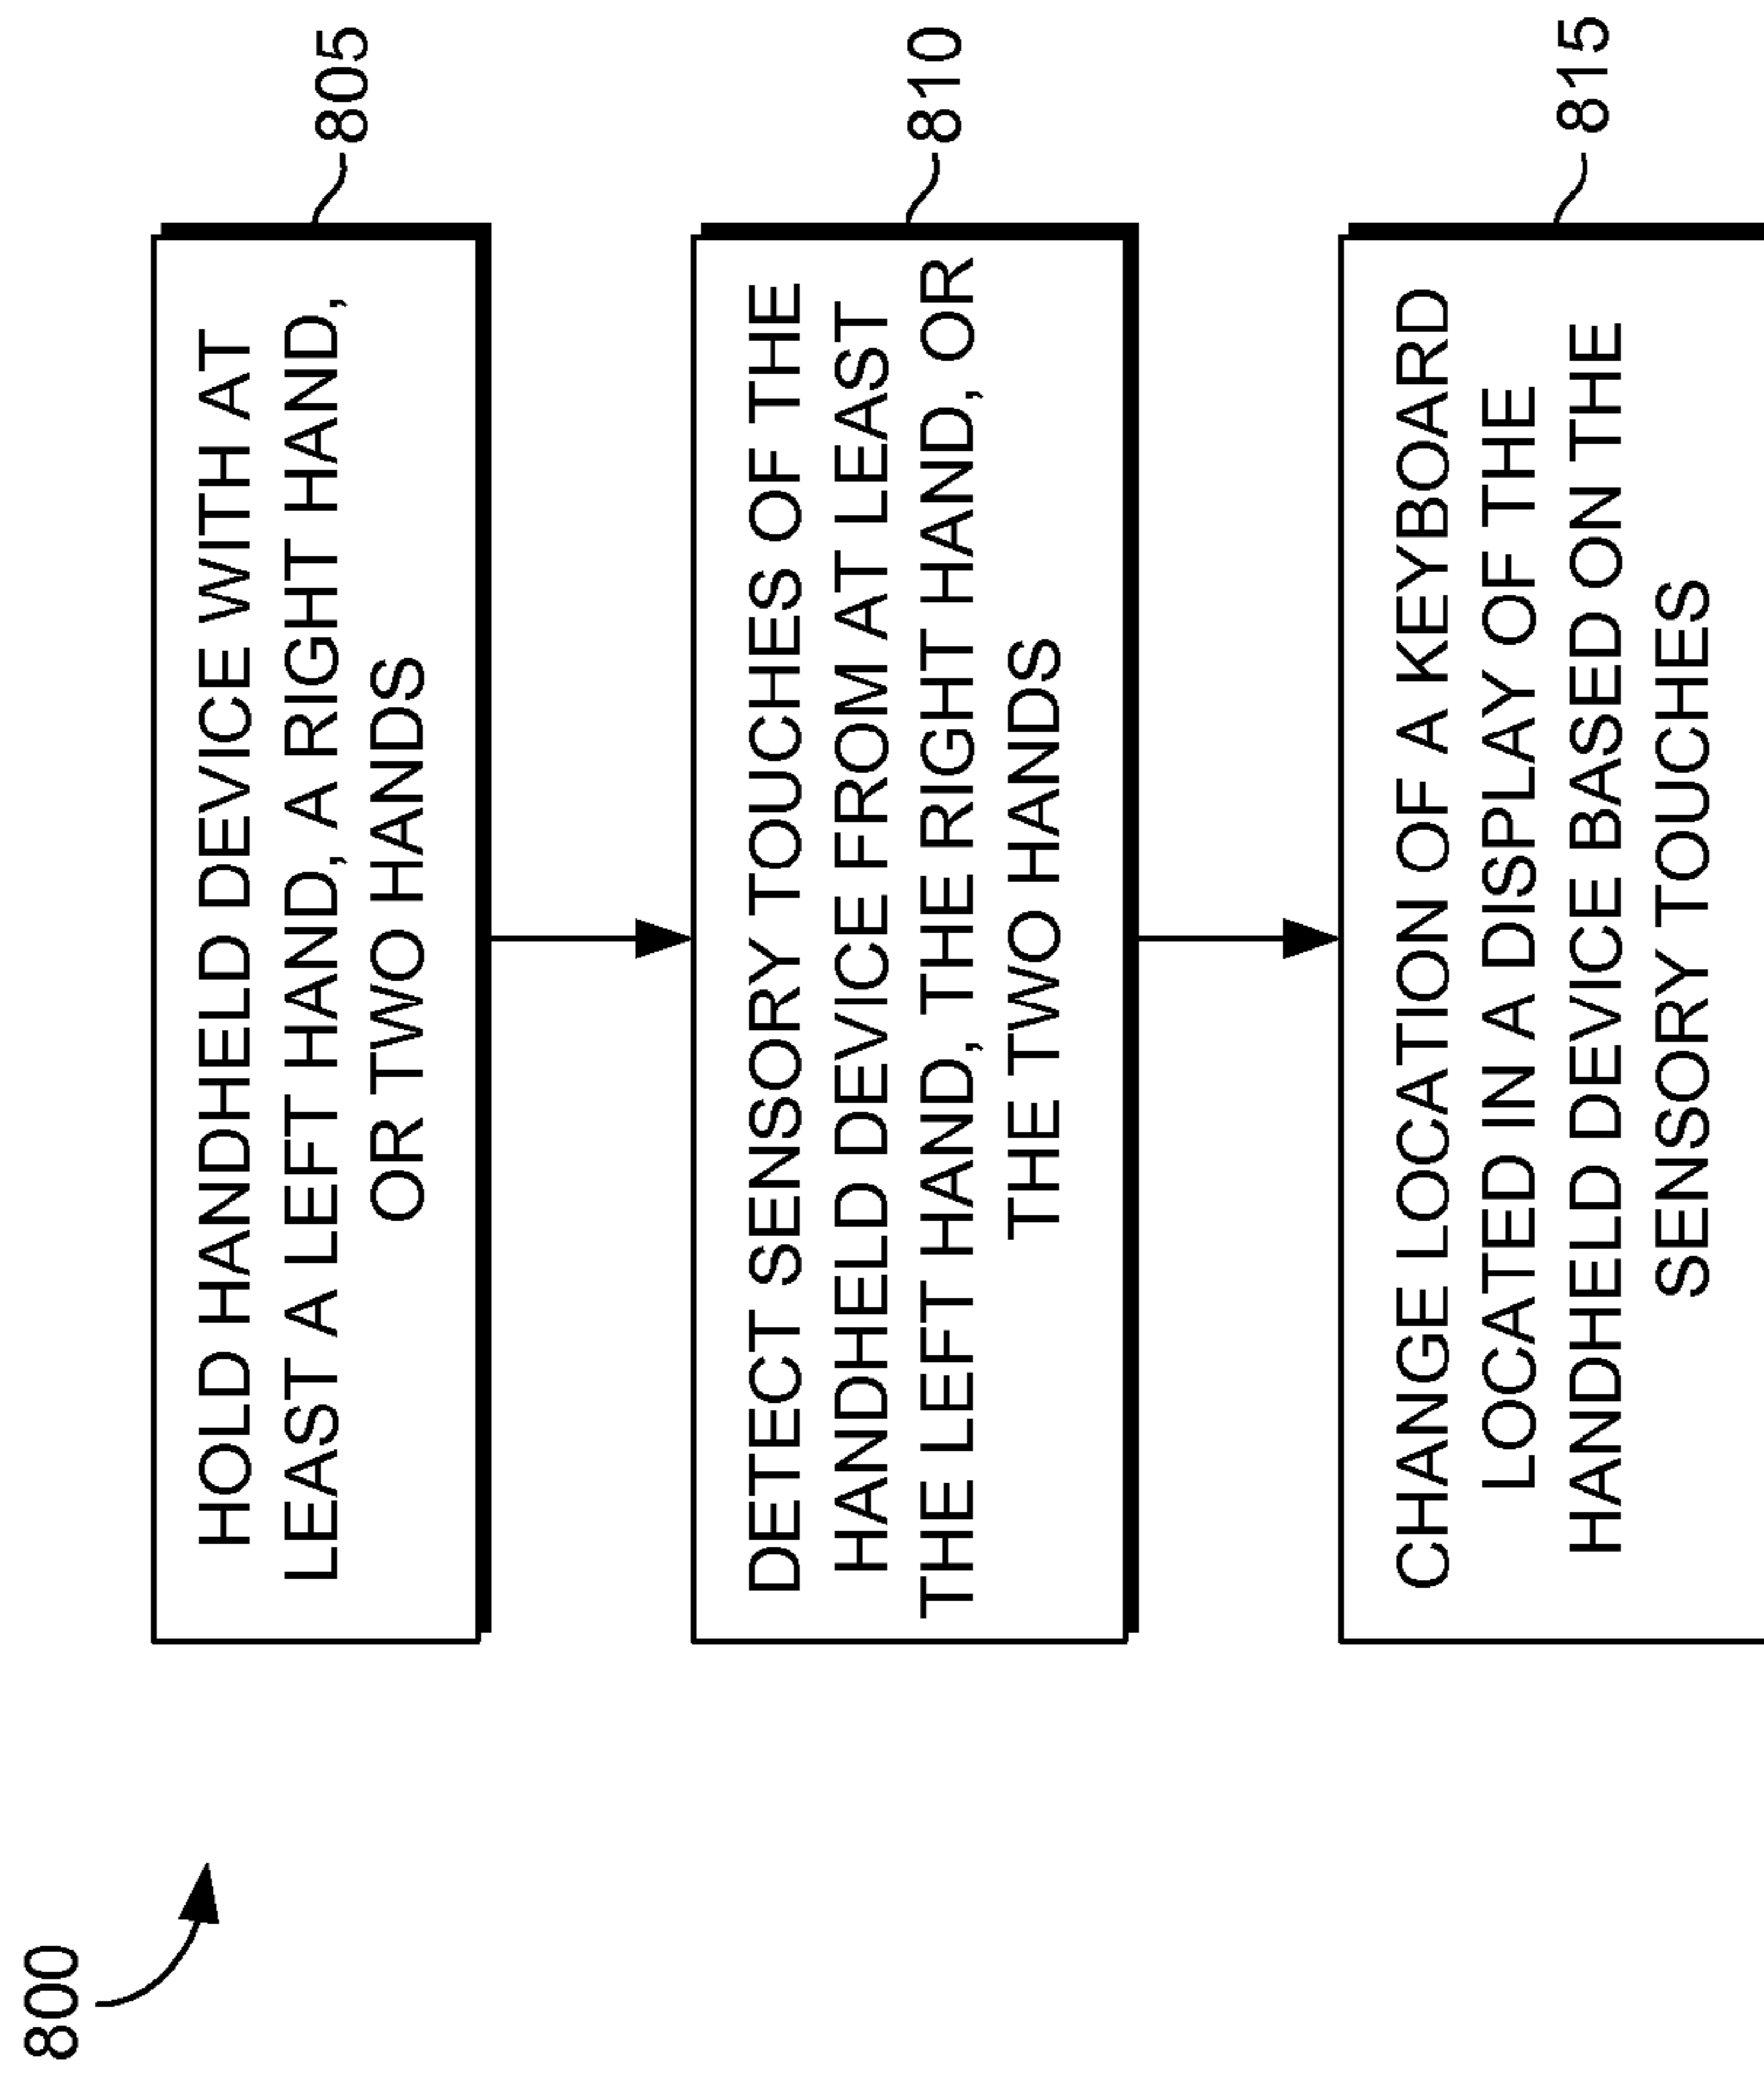 800
HOLD HANDHELD DEVICE WITH AT
LEAST A LEFT HAND, A RIGHT HAND,
OR TWO HANDS
805
DETECT SENSORY TOUCHES OF THE
HANDHELD DEVICE FROM AT LEAST
THE LEFT HAND, THE RIGHT HAND, OR
THE TWO HANDS
810
CHANGE LOCATION OF A KEYBOARD
LOCATED IN A DISPLAY OF THE
HANDHELD DEVICE BASED ON THE
SENSORY TOUCHES
815